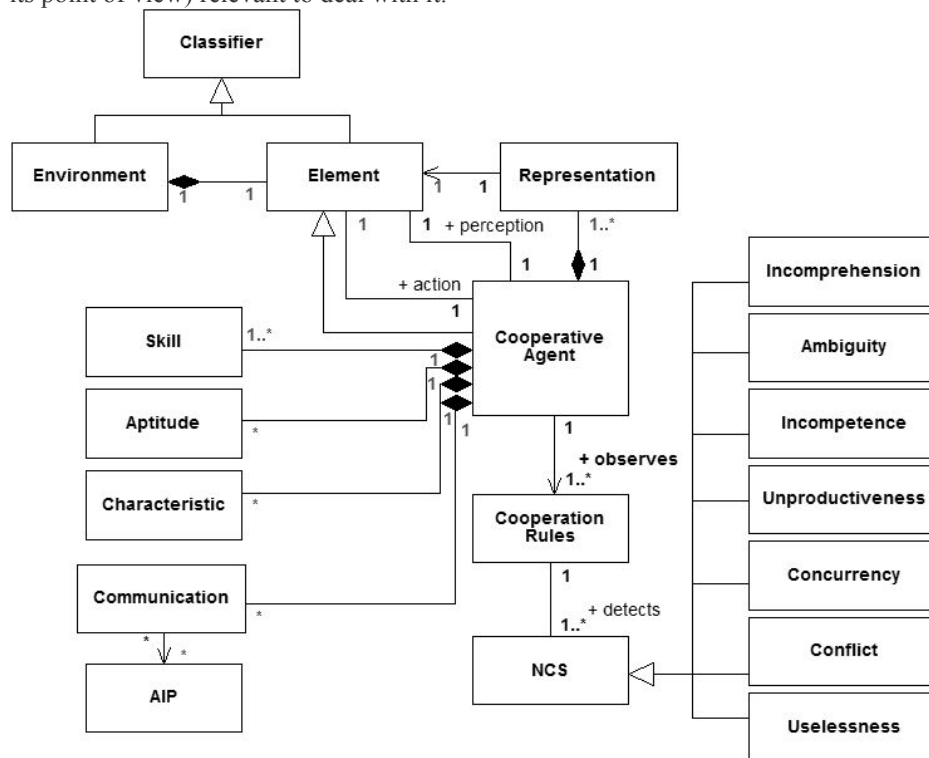 its point of view) relevant to deal with it.
Classifier
Environment
Element
Representation
1
1
1
1
1
1
1..*
+ perception
1
1
+ action
1
Incomprehension
Skill
1..*
Cooperative
Agent
Ambiguity
1
Aptitude
*
1
1
1
1
Incompetence
+ observes
1..*
Characteristic
*
Cooperation
Rules
Unproductiveness
1
Concurrency
Communication
*
+ detects
1..*
*
*
Conflict
AIP
NCS
Uselessness